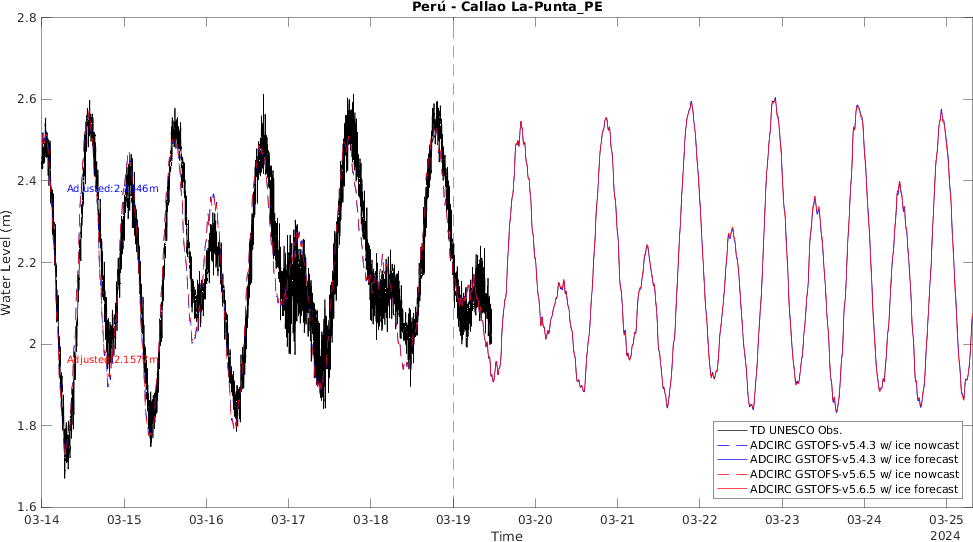 Perú - Callao La-Punta_PE
2.8
2.6
2.4
2.2
2
1.8
1.6
Water Level (m)
TD UNESCO Obs.
ADCIRC GSTOFS-v5.4.3 w/ ice nowcast
ADCIRC GSTOFS-v5.4.3 w/ ice forecast
ADCIRC GSTOFS-v5.6.5 w/ ice nowcast
ADCIRC GSTOFS-v5.6.5 w/ ice forecast
03-14 03-15 03-16 03-17 03-18 03-19 03-20 03-21 03-22 03-23 03-24 03-25
Time
2024